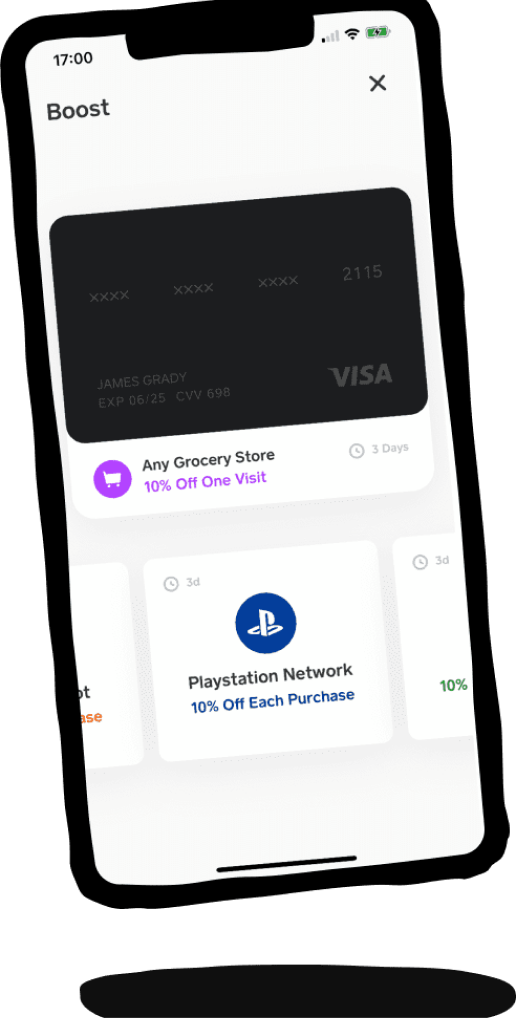 17:00
Boost
xxxx xxxx xxxx 2115
JAMES GRADY
EXP 06/25 CVV 698
VISA
Any Grocery Store
10% Off One Visit
3 Days
3d
Playstation Network
10% Off Each Purchase
ot
ase
3d
10%